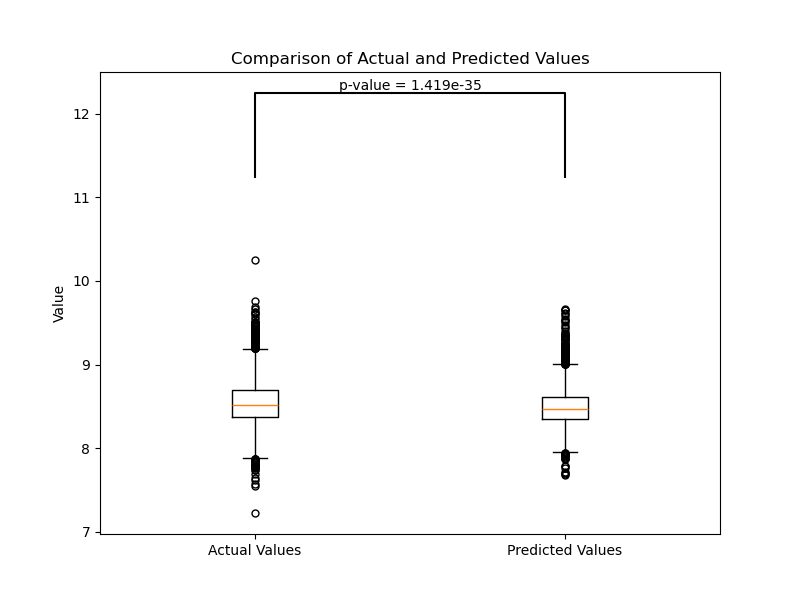 Comparison of Actual and Predicted Values
p-value = 1.419e-35
12
11
10
9
8
7
Value
Actual Values
Predicted Values